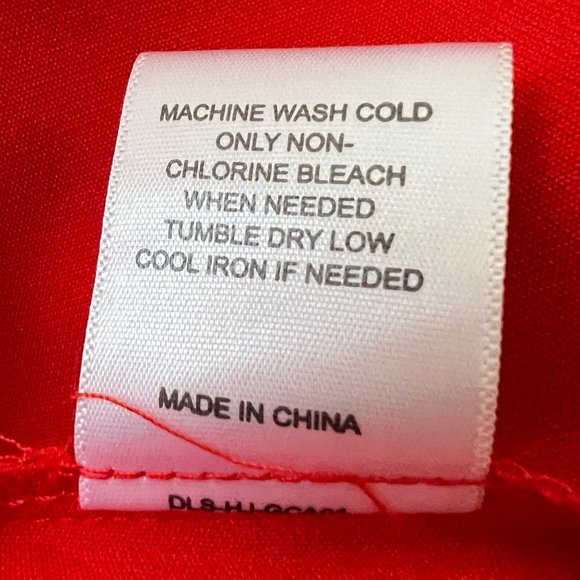 MACHINE WASH COLD
ONLY NON-
CHLORINE BLEACH
WHEN NEEDED
TUMBLE DRY LOW
COOL IRON IF NEEDED
MADE IN CHINA